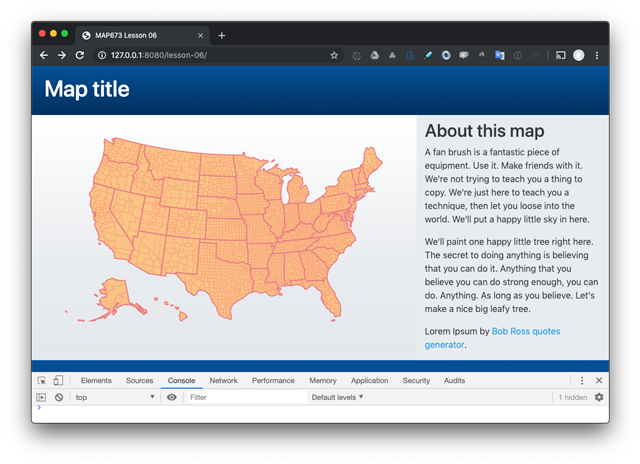 MAP673 Lesson 06
127.0.0.1:8080/lesson-06/
Map title
About this map
A fan brush is a fantastic piece of
equipment. Use it. Make friends with it.
We're not trying to teach you a thing to
copy. We're just here to teach you a
technique, then let you loose into the
world. We'll put a happy little sky in here.
We'll paint one happy little tree right here.
The secret to doing anything is believing
that you can do it. Anything that you
believe you can do strong enough, you can
do. Anything. As long as you believe. Let's
make a nice big leafy tree.
Lorem Ipsum by Bob Ross quotes
generator.
Elements Sources Console Network Performance Memory Application Security Audits
top Filter Default levels 1 hidden